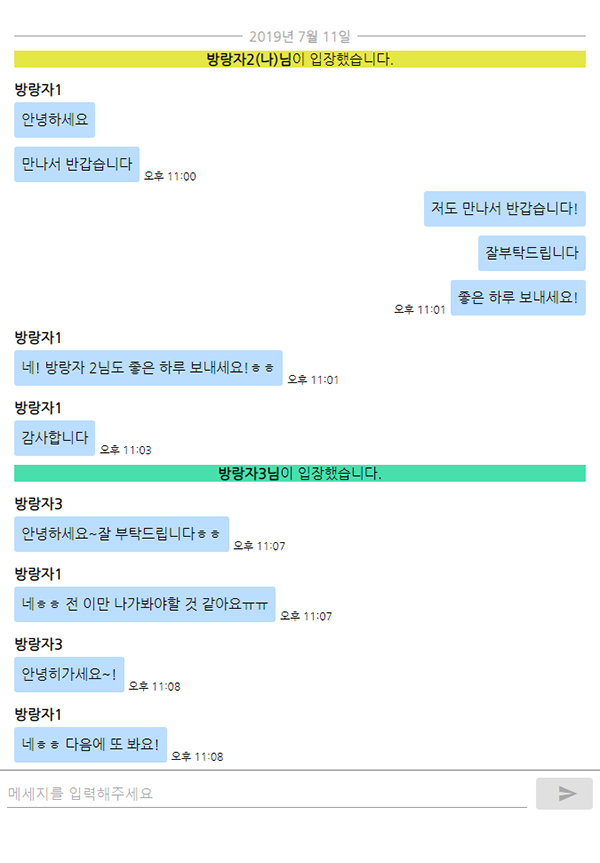 2019년 7월 11일
방랑자2(나)님이 입장했습니다.
방랑자1
안녕하세요
만나서 반갑습니다
오후 11:00
저도 만나서 반갑습니다!
잘부탁드립니다
오후 11:01 좋은 하루 보내세요!
방랑자1
네! 방랑자 2님도 좋은 하루 보내세요!ㅎㅎ
오후 11:01
방랑자1
감사합니다
오후 11:03
방랑자3님이 입장했습니다.
방랑자3
안녕하세요~잘 부탁드립니다ㅎㅎ
오후 11:07
방랑자1
네ㅎㅎ 전 이만 나가봐야할 것 같아요ㅠㅠ
오후 11:07
방랑자3
안녕히가세요~!
오후 11:08
방랑자1
네ㅎㅎ 다음에 또 봐요!
오후 11:08
메세지를 입력해주세요